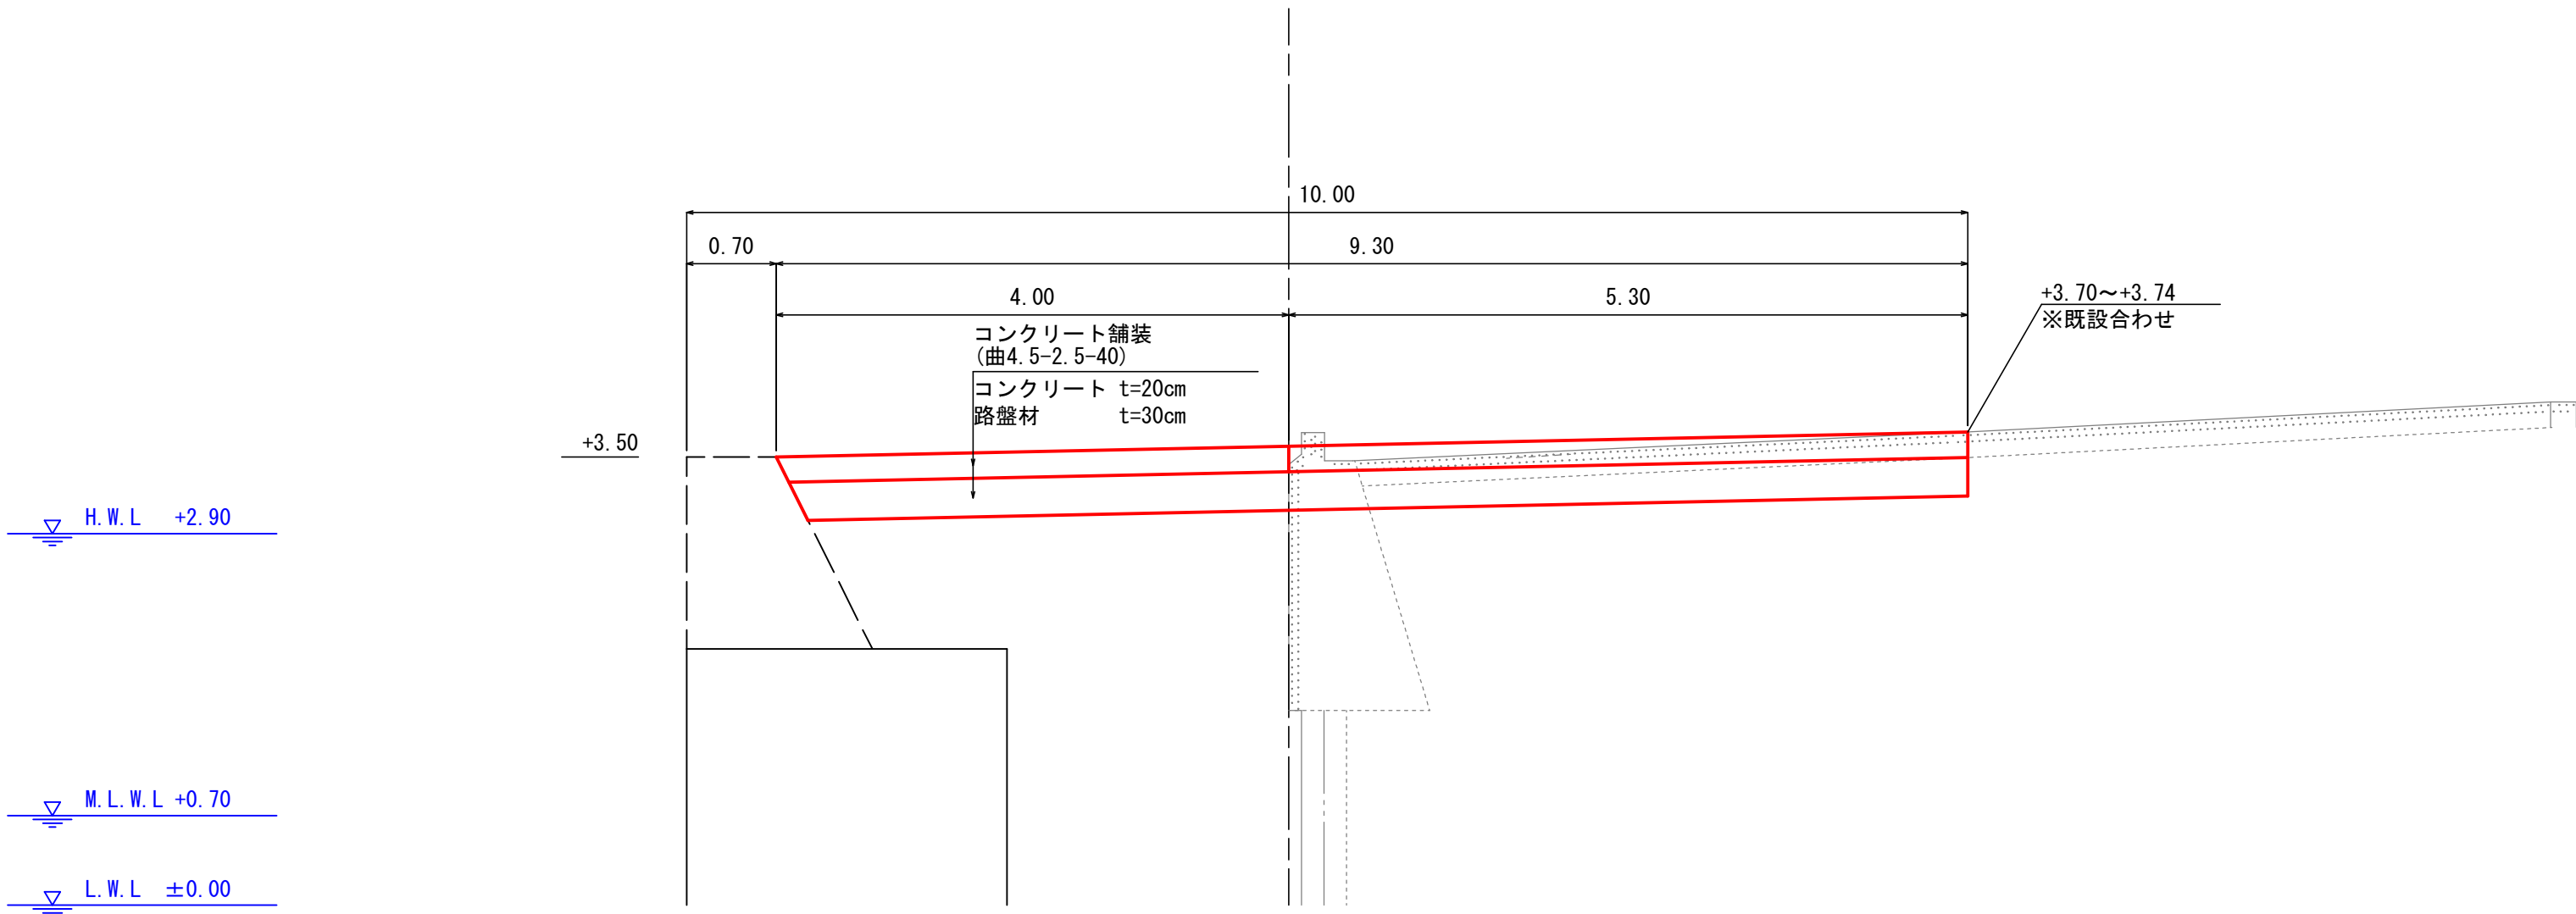 10.00
0.70
9.30
4.00
5.30
+3.70～+3.74
※既設合わせ
コンクリート舗装
(曲4.5-2.5-40)
コンクリート t=20cm
路盤材 t=30cm
+3.50
H.W.L +2.90
M.L.W.L +0.70
L.W.L ±0.00